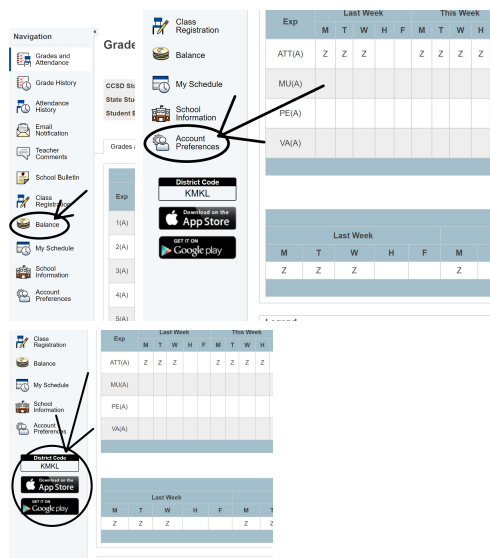 Navigation
Grades and
Attendance
Grade History
Attendance
History
Email
Notification
Teacher
Comments
School Bulletin
Class
Registration
Balance
My Schedule
School
Information
Account
Preferences
Grade
CCSD Stu
State Stu
Student E
Grades a
Exp
1(A)
2(A)
3(A)
4(A)
5(A)
Class
Registration
Balance
My Schedule
School
Information
Account
Preferences
District Code
KMKL
Download on the
App Store
GET IT ON
Google play
Exp Last Week This Week
M T W H F M T W H
ATT(A) Z Z Z Z Z Z Z
MU(A)
PE(A)
VA(A)
Last Week
M T W H F M
Z Z Z Z
Legend
Class
Registration
Balance
My Schedule
School
Information
Account
Preferences
District Code
KMKL
Download on the
App Store
GET IT ON
Google play
Exp Last Week This Week
M T W H F M T W H
ATT(A) Z Z Z Z Z Z Z
MU(A)
PE(A)
VA(A)
Last Week
M T W H F M T
Z Z Z Z Z